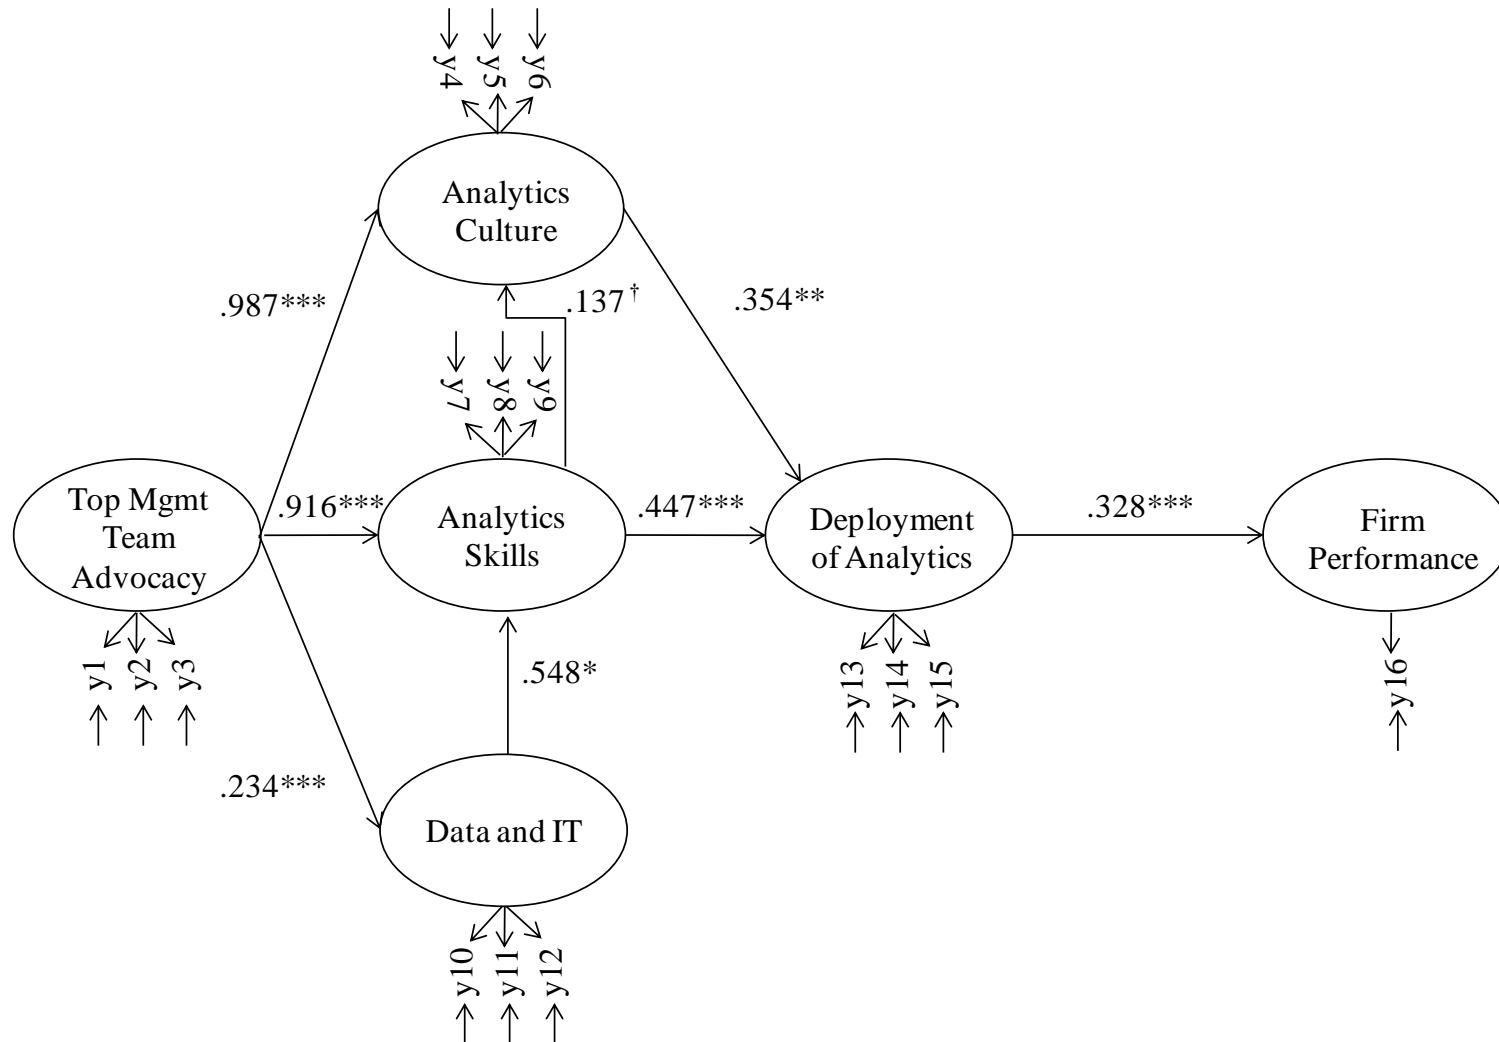 y4
y5
y6
Analytics
Culture
.987***
.137†
.354**
y7
y8
y9
Top Mgmt
Team
Advocacy
.916***
Analytics
Skills
.447***
Deployment
of Analytics
.328***
Firm
Performance
y1
y2
y3
.548*
y13
y14
y15
y16
.234***
Data and IT
y10
y11
y12